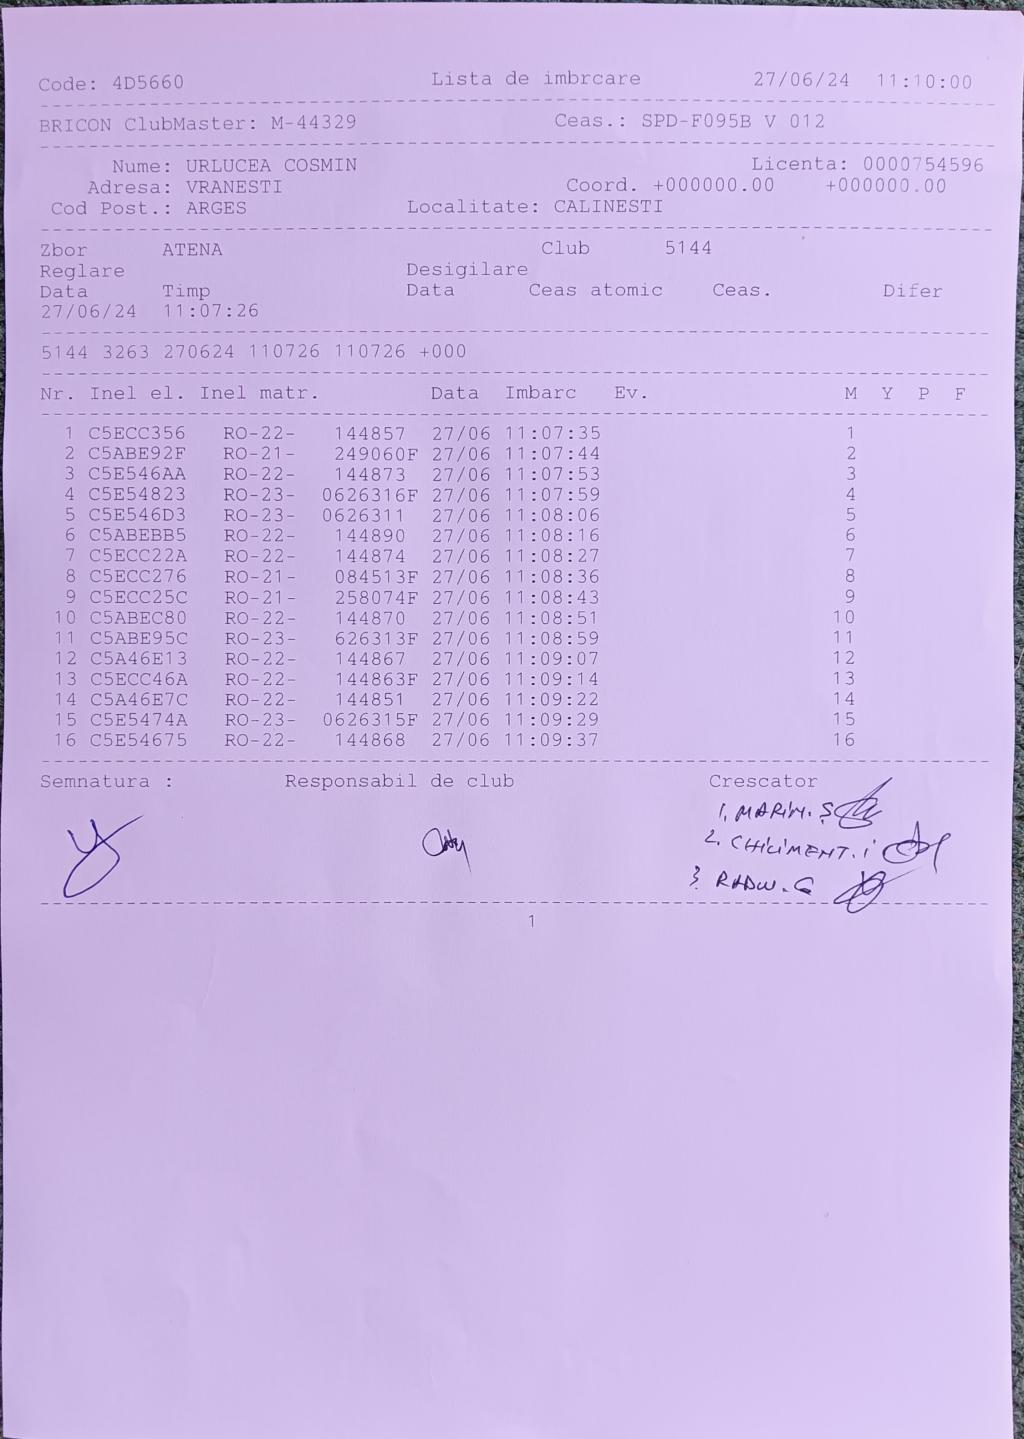 Code: 4D5660 Lista de imbrcare 27/06/24 11:10:00
BRICON ClubMaster: M-44329 Ceas.: SPD-F095B V 012
Nume: URLUCEA COSMIN Licenta: 0000754596
Adresa: VRANESTI Coord. +000000.00 +000000.00
Cod Post.: ARGES Localitate: CALINESTI
Zbor ATENA Club 5144
Reglare Desigilare
Data Timp Data Ceas atomic Ceas. Difer
27/06/24 11:07:26
5144 3263 270624 110726 110726 +000
Nr. Inel el. Inel matr. Data Imbarc Ev. M Y P F
1 C5ECC356 RO-22- 144857 27/06 11:07:35 1
2 C5ABE92F RO-21- 249060F 27/06 11:07:44 2
3 C5E546AA RO-22- 144873 27/06 11:07:53 3
4 C5E54823 RO-23- 0626316F 27/06 11:07:59 4
5 C5E546D3 RO-23- 0626311 27/06 11:08:06 5
6 C5ABEBB5 RO-22- 144890 27/06 11:08:16 6
7 C5ECC22A RO-22- 144874 27/06 11:08:27 7
8 C5ECC276 RO-21- 084513F 27/06 11:08:36 8
9 C5ECC25C RO-21- 258074F 27/06 11:08:43 9
10 C5ABEC80 RO-22- 144870 27/06 11:08:51 10
11 C5ABE95C RO-23- 626313F 27/06 11:08:59 11
12 C5A46E13 RO-22- 144867 27/06 11:09:07 12
13 C5ECC46A RO-22- 144863F 27/06 11:09:14 13
14 C5A46E7C RO-22- 144851 27/06 11:09:22 14
15 C5E5474A RO-23- 0626315F 27/06 11:09:29 15
16 C5E54675 RO-22- 144868 27/06 11:09:37 16
Semnatura : Responsabil de club Crescator
1. MARIN. Ș
2. CHILIMENT. i
3. RADU. G
1